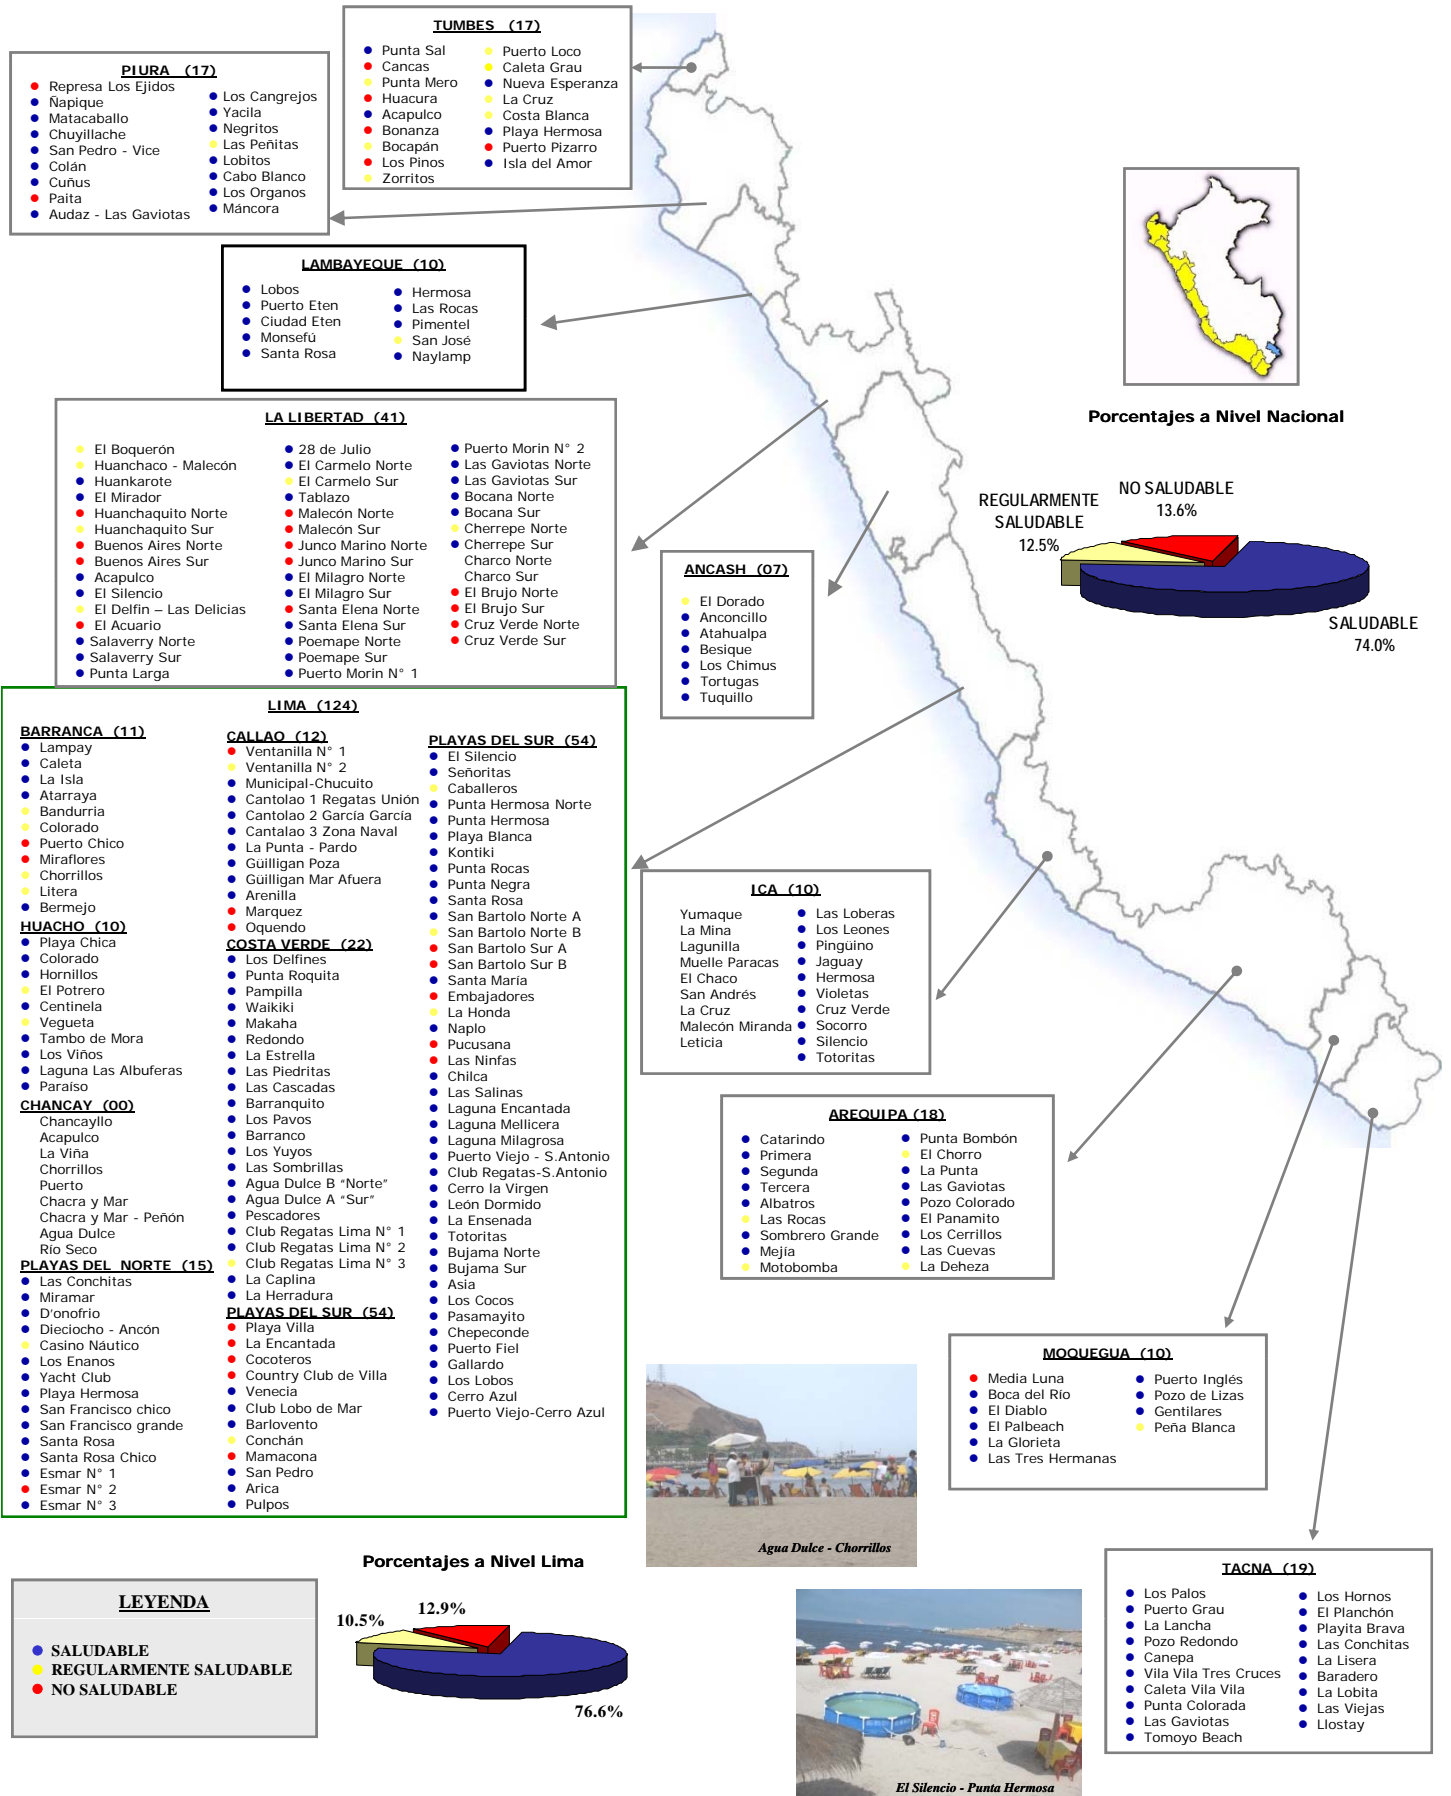 TUMBES (17)
Punta Sal
Cancas
Punta Mero
Huacura
Acapulco
Bonanza
Bocapán
Los Pinos
Zorritos
Puerto Loco
Caleta Grau
Nueva Esperanza
La Cruz
Costa Blanca
Playa Hermosa
Puerto Pizarro
Isla del Amor
PIURA (17)
Represa Los Ejidos
Ñapique
Matacaballo
Chuyillache
San Pedro - Vice
Colán
Cuñus
Paita
Audaz - Las Gaviotas
Los Cangrejos
Yacila
Negritos
Las Peñitas
Lobitos
Cabo Blanco
Los Organos
Máncora
LAMBAYEQUE (10)
Lobos
Puerto Eten
Ciudad Eten
Monsefú
Santa Rosa
Hermosa
Las Rocas
Pimentel
San José
Naylamp
LA LIBERTAD (41)
El Boquerón
Huanchaco - Malecón
Huankarote
El Mirador
Huanchaquito Norte
Huanchaquito Sur
Buenos Aires Norte
Buenos Aires Sur
Acapulco
El Silencio
El Delfin – Las Delicias
El Acuario
Salaverry Norte
Salaverry Sur
Punta Larga
28 de Julio
El Carmelo Norte
El Carmelo Sur
Tablazo
Malecón Norte
Malecón Sur
Junco Marino Norte
Junco Marino Sur
El Milagro Norte
El Milagro Sur
Santa Elena Norte
Santa Elena Sur
Poemape Norte
Poemape Sur
Puerto Morin N° 1
Puerto Morin N° 2
Las Gaviotas Norte
Las Gaviotas Sur
Bocana Norte
Bocana Sur
Cherrepe Norte
Cherrepe Sur
Charco Norte
Charco Sur
El Brujo Norte
El Brujo Sur
Cruz Verde Norte
Cruz Verde Sur
Porcentajes a Nivel Nacional
REGULARMENTE
SALUDABLE
12.5%
NO SALUDABLE
13.6%
SALUDABLE
74.0%
ANCASH (07)
El Dorado
Anconcillo
Atahualpa
Besique
Los Chimus
Tortugas
Tuquillo
LIMA (124)
BARRANCA (11)
Lampay
Caleta
La Isla
Atarraya
Bandurria
Colorado
Puerto Chico
Miraflores
Chorrillos
Litera
Bermejo
HUACHO (10)
Playa Chica
Colorado
Hornillos
El Potrero
Centinela
Vegueta
Tambo de Mora
Los Viños
Laguna Las Albuferas
Paraíso
CHANCAY (00)
Chancayllo
Acapulco
La Viña
Chorrillos
Puerto
Chacra y Mar
Chacra y Mar - Peñón
Agua Dulce
Río Seco
PLAYAS DEL NORTE (15)
Las Conchitas
Miramar
D'onofrio
Dieciocho - Ancón
Casino Náutico
Los Enanos
Yacht Club
Playa Hermosa
San Francisco chico
San Francisco grande
Santa Rosa
Santa Rosa Chico
Esmar N° 1
Esmar N° 2
Esmar N° 3
CALLAO (12)
Ventanilla N° 1
Ventanilla N° 2
Municipal-Chucuito
Cantolao 1 Regatas Unión
Cantolao 2 García García
Cantalao 3 Zona Naval
La Punta - Pardo
Güilligan Poza
Güilligan Mar Afuera
Arenilla
Marquez
Oquendo
COSTA VERDE (22)
Los Delfines
Punta Roquita
Pampilla
Waikiki
Makaha
Redondo
La Estrella
Las Piedritas
Las Cascadas
Barranquito
Los Pavos
Barranco
Los Yuyos
Las Sombrillas
Agua Dulce B “Norte”
Agua Dulce A “Sur”
Pescadores
Club Regatas Lima N° 1
Club Regatas Lima N° 2
Club Regatas Lima N° 3
La Caplina
La Herradura
PLAYAS DEL SUR (54)
Playa Villa
La Encantada
Cocoteros
Country Club de Villa
Venecia
Club Lobo de Mar
Barlovento
Conchán
Mamacona
San Pedro
Arica
Pulpos
PLAYAS DEL SUR (54)
El Silencio
Señoritas
Caballeros
Punta Hermosa Norte
Punta Hermosa
Playa Blanca
Kontiki
Punta Rocas
Punta Negra
Santa Rosa
San Bartolo Norte A
San Bartolo Norte B
San Bartolo Sur A
San Bartolo Sur B
Santa María
Embajadores
La Honda
Naplo
Pucusana
Las Ninfas
Chilca
Las Salinas
Laguna Encantada
Laguna Mellicera
Laguna Milagrosa
Puerto Viejo - S.Antonio
Club Regatas-S.Antonio
Cerro la Virgen
León Dormido
La Ensenada
Totoritas
Bujama Norte
Bujama Sur
Asia
Los Cocos
Pasamayito
Chepeconde
Puerto Fiel
Gallardo
Los Lobos
Cerro Azul
Puerto Viejo-Cerro Azul
ICA (10)
Yumaque
La Mina
Lagunilla
Muelle Paracas
El Chaco
San Andrés
La Cruz
Malecón Miranda
Leticia
Las Loberas
Los Leones
Pingüino
Jaguay
Hermosa
Violetas
Cruz Verde
Socorro
Silencio
Totoritas
AREQUIPA (18)
Catarindo
Primera
Segunda
Tercera
Albatros
Las Rocas
Sombrero Grande
Mejía
Motobomba
Punta Bombón
El Chorro
La Punta
Las Gaviotas
Pozo Colorado
El Panamito
Los Cerrillos
Las Cuevas
La Deheza
MOQUEGUA (10)
Media Luna
Boca del Río
El Diablo
El Palbeach
La Glorieta
Las Tres Hermanas
Puerto Inglés
Pozo de Lizas
Gentilares
Peña Blanca
Agua Dulce - Chorrillos
TACNA (19)
Los Palos
Puerto Grau
La Lancha
Pozo Redondo
Canepa
Vila Vila Tres Cruces
Caleta Vila Vila
Punta Colorada
Las Gaviotas
Tomoyo Beach
Los Hornos
El Planchón
Playita Brava
Las Conchitas
La Lisera
Baradero
La Lobita
Las Viejas
Llostay
Porcentajes a Nivel Lima
10.5%
12.9%
76.6%
LEYENDA
SALUDABLE
REGULARMENTE SALUDABLE
NO SALUDABLE
El Silencio - Punta Hermosa